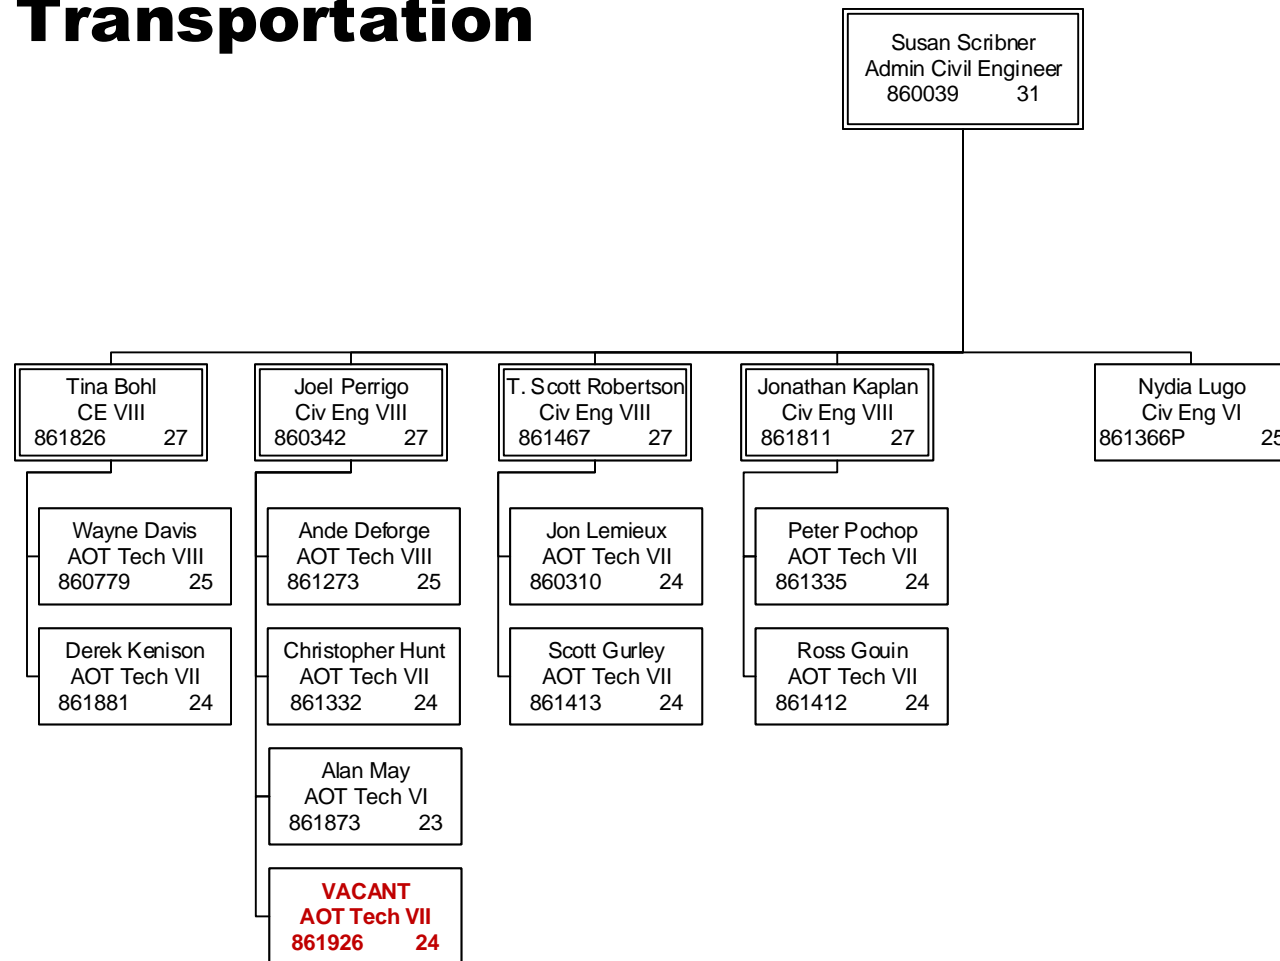 Transportation
Susan Scribner
Admin Civil Engineer
860039 31
Tina Bohl
CE VIII
861826 27
Joel Perrigo
Civ Eng VIII
860342 27
T. Scott Robertson
Civ Eng VIII
861467 27
Jonathan Kaplan
Civ Eng VIII
861811 27
Nydia Lugo
Civ Eng VI
861366P 25
Wayne Davis
AOT Tech VIII
860779 25
Derek Kenison
AOT Tech VII
861881 24
Ande Deforge
AOT Tech VIII
861273 25
Christopher Hunt
AOT Tech VII
861332 24
Alan May
AOT Tech VI
861873 23
VACANT
AOT Tech VII
861926 24
Jon Lemieux
AOT Tech VII
860310 24
Scott Gurley
AOT Tech VII
861413 24
Peter Pochop
AOT Tech VII
861335 24
Ross Gouin
AOT Tech VII
861412 24